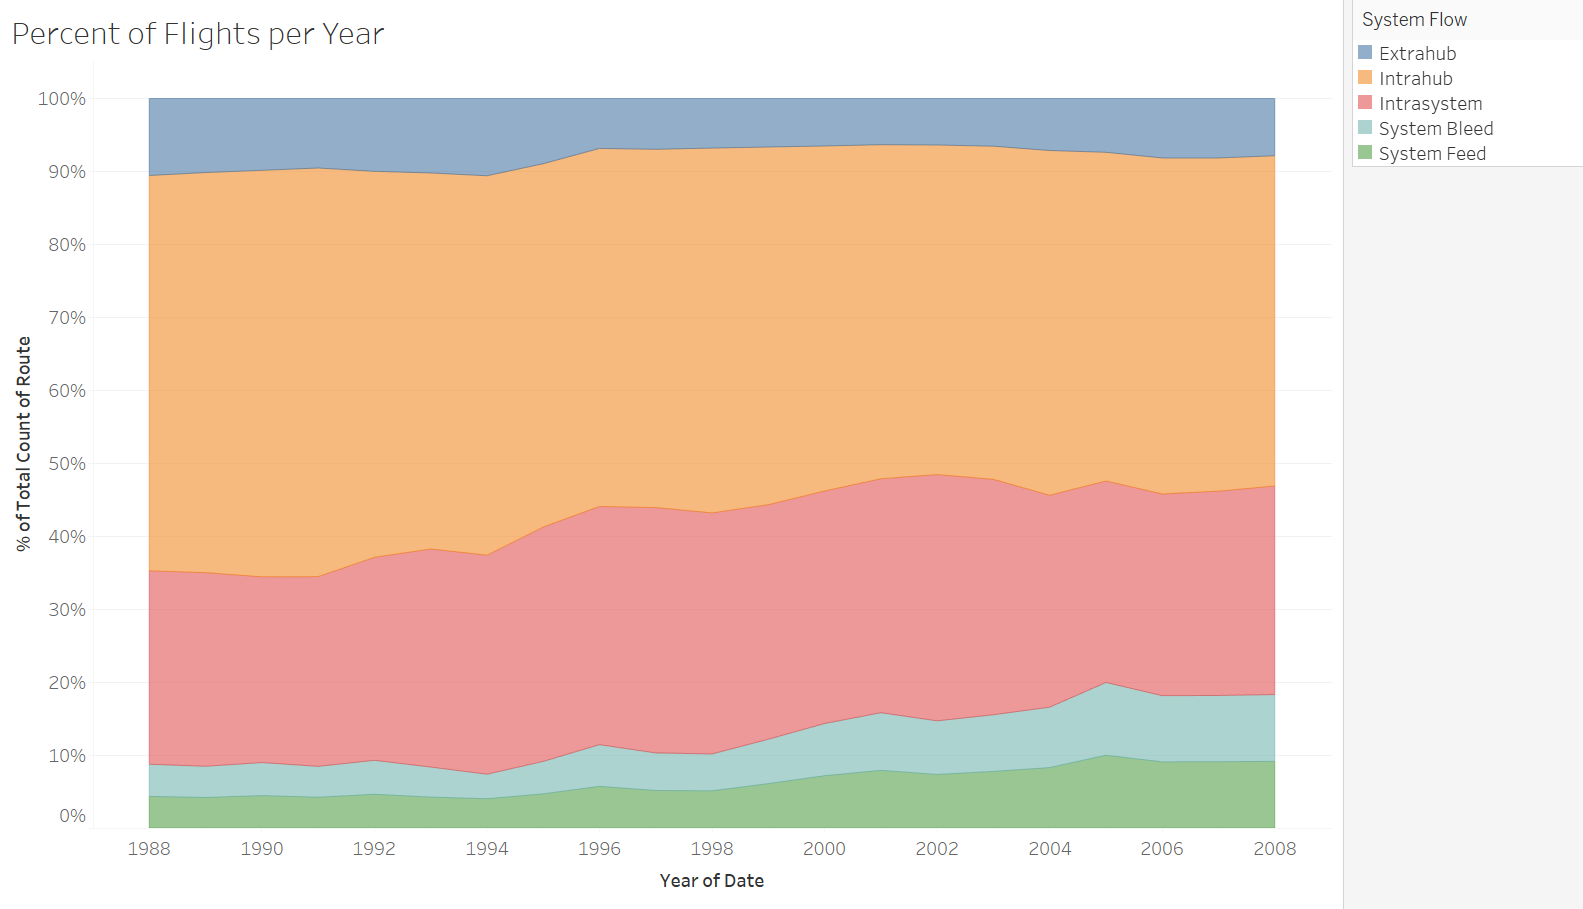 Percent of Flights per Year
System Flow
Extrahub
Intrahub
Intrasystem
System Bleed
System Feed
% of Total Count of Route
100%
90%
80%
70%
60%
50%
40%
30%
20%
10%
0%
1988 1990 1992 1994 1996 1998 2000 2002 2004 2006 2008
Year of Date